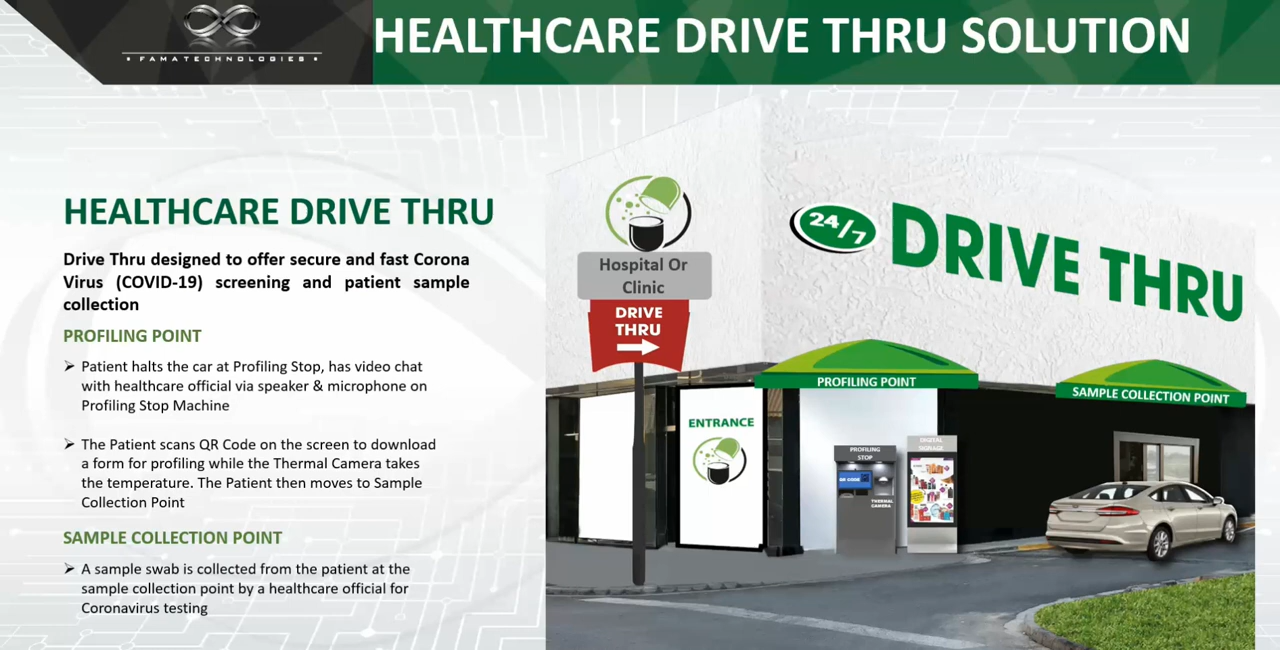 FAMATECHNOLOGIES
HEALTHCARE DRIVE THRU SOLUTION
HEALTHCARE DRIVE THRU
Drive Thru designed to offer secure and fast Corona
Virus (COVID-19) screening and patient sample
collection
PROFILING POINT
➢ Patient halts the car at Profiling Stop, has video chat
with healthcare official via speaker & microphone on
Profiling Stop Machine
➢ The Patient scans QR Code on the screen to download
a form for profiling while the Thermal Camera takes
the temperature. The Patient then moves to Sample
Collection Point
SAMPLE COLLECTION POINT
➢ A sample swab is collected from the patient at the
sample collection point by a healthcare official for
Coronavirus testing
Hospital Or
Clinic
DRIVE
THRU
24/7
DRIVE THRU
PROFILING POINT
SAMPLE COLLECTION POINT
ENTRANCE
PROFILING
STOP
QR CODE
THERMAL
CAMERA
DIGITAL
SIGNAGE